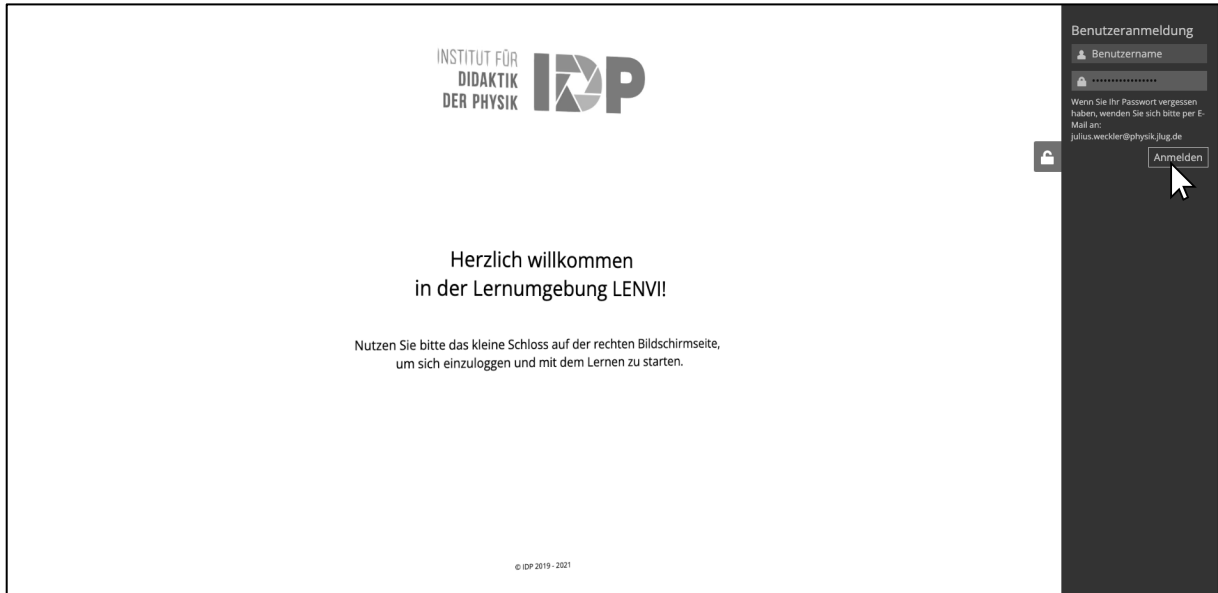 INSTITUT FÜR
DIDAKTIK
DER PHYSIK
IDP
Herzlich willkommen
in der Lernumgebung LENVI!
Nutzen Sie bitte das kleine Schloss auf der rechten Bildschirmseite,
um sich einzuloggen und mit dem Lernen zu starten.
© IDP 2019 - 2021
Benutzeranmeldung
Benutzername
•••••••••••••••••
Wenn Sie Ihr Passwort vergessen
haben, wenden Sie sich bitte per E-
Mail an:
julius.weckler@physik.jlug.de
Anmelden